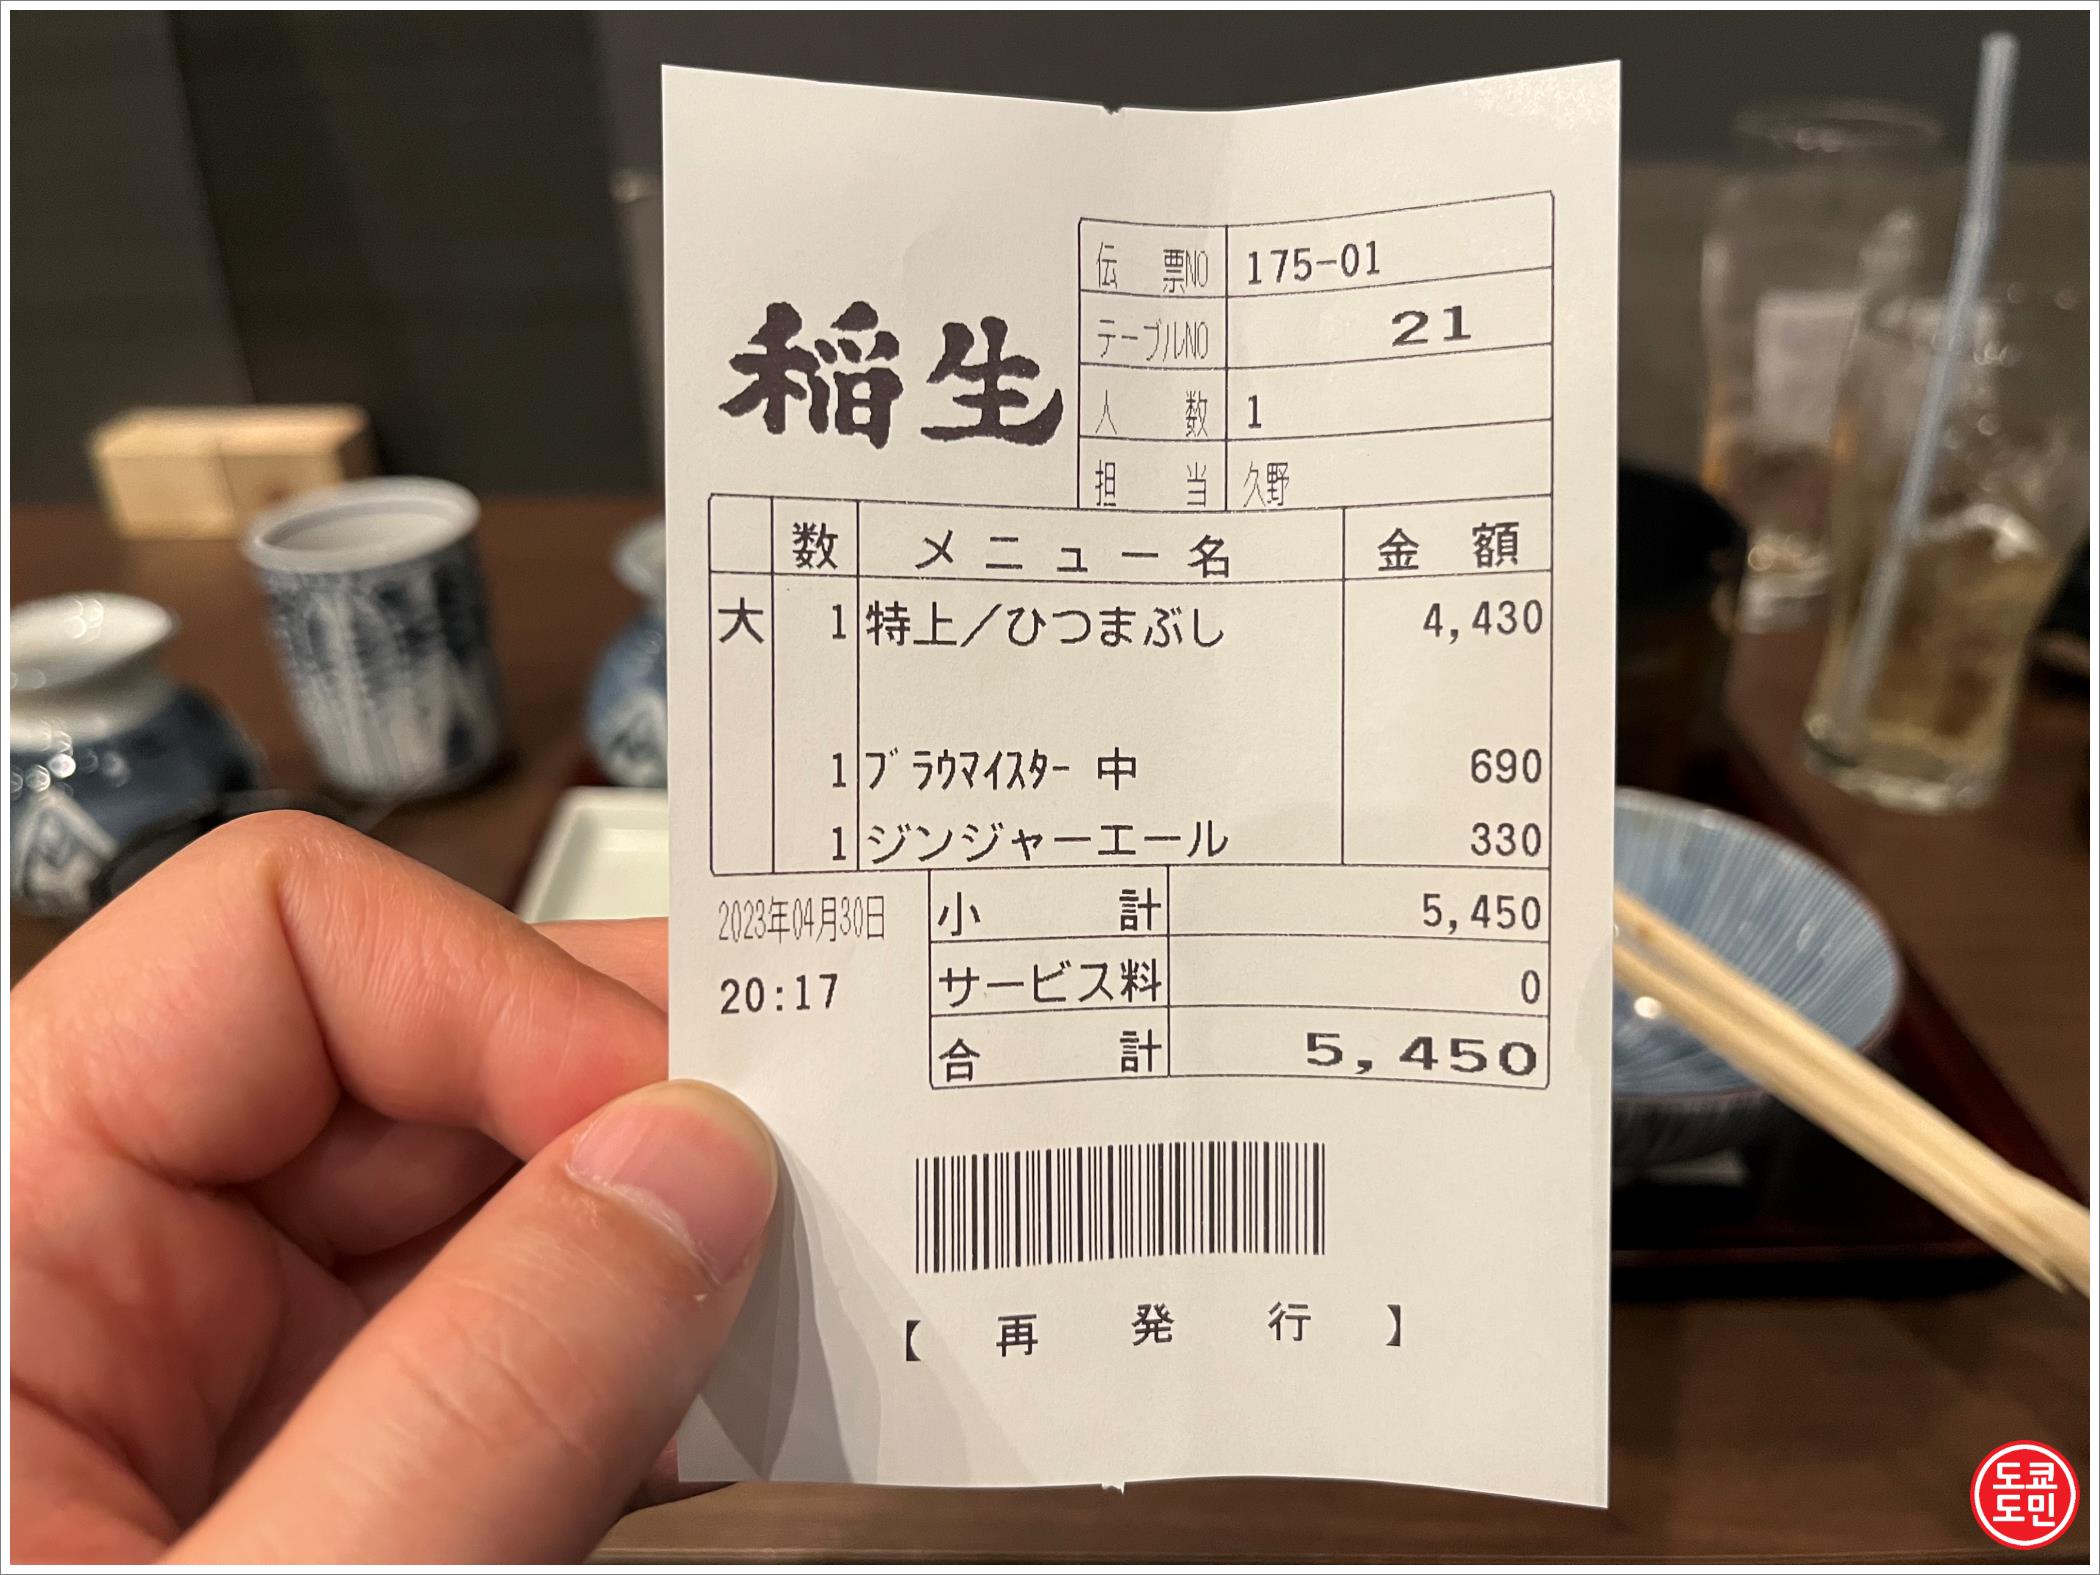 稲生
伝票NO 175-01
テーブルNO 21
人数 1
担当 久野
数 メニュー名 金額
大 1 特上／ひつまぶし 4,430
1 ﾌﾞﾗｳﾏｲｽﾀｰ 中 690
1 ジンジャーエール 330
2023年04月30日
20:17
小計 5,450
サービス料 0
合計 5,450
【再発行】
도쿄
도민